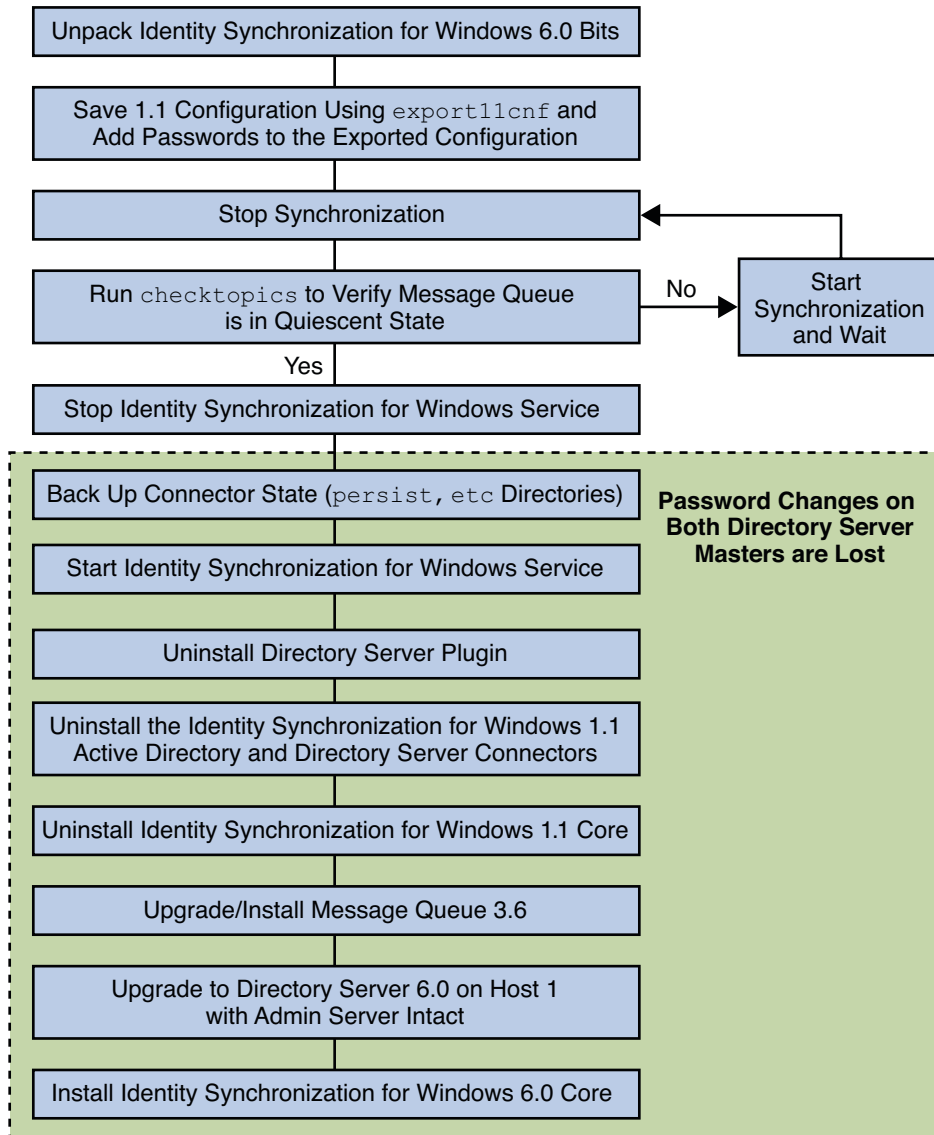 Unpack Identity Synchronization for Windows 6.0 Bits
Save 1.1 Configuration Using export11cnf and
Add Passwords to the Exported Configuration
Stop Synchronization
Run checktopics to Verify Message Queue
is in Quiescent State
No
Start
Synchronization
and Wait
Yes
Stop Identity Synchronization for Windows Service
Back Up Connector State (persist, etc Directories)
Password Changes on
Both Directory Server
Masters are Lost
Start Identity Synchronization for Windows Service
Uninstall Directory Server Plugin
Uninstall the Identity Synchronization for Windows 1.1
Active Directory and Directory Server Connectors
Uninstall Identity Synchronization for Windows 1.1 Core
Upgrade/Install Message Queue 3.6
Upgrade to Directory Server 6.0 on Host 1
with Admin Server Intact
Install Identity Synchronization for Windows 6.0 Core